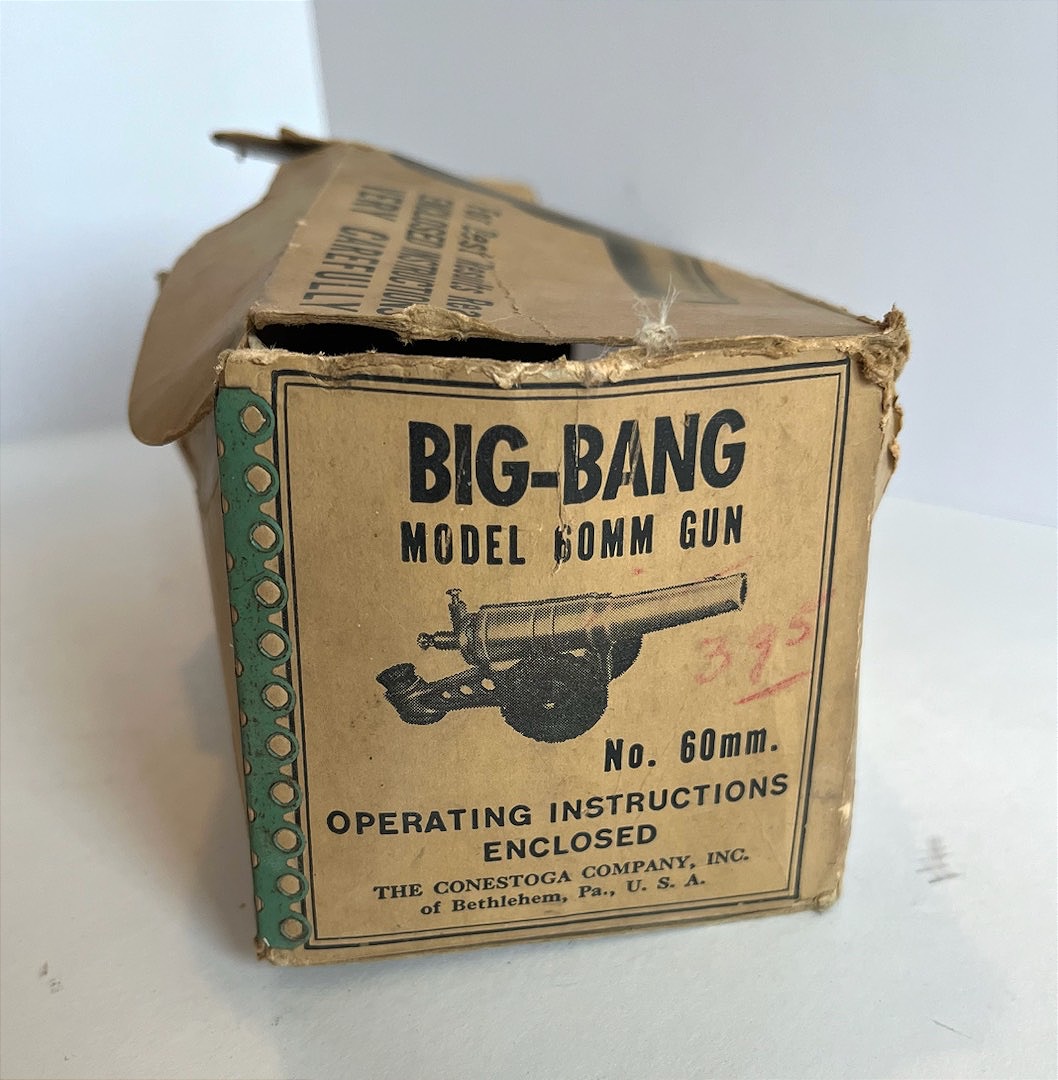 For Best Results Read
ENCLOSED INSTRUCTIONS
VERY CAREFULLY
BIG-BANG
MODEL 60MM GUN
395
No. 60mm.
OPERATING INSTRUCTIONS
ENCLOSED
THE CONESTOGA COMPANY, INC.
of Bethlehem, Pa., U. S. A.